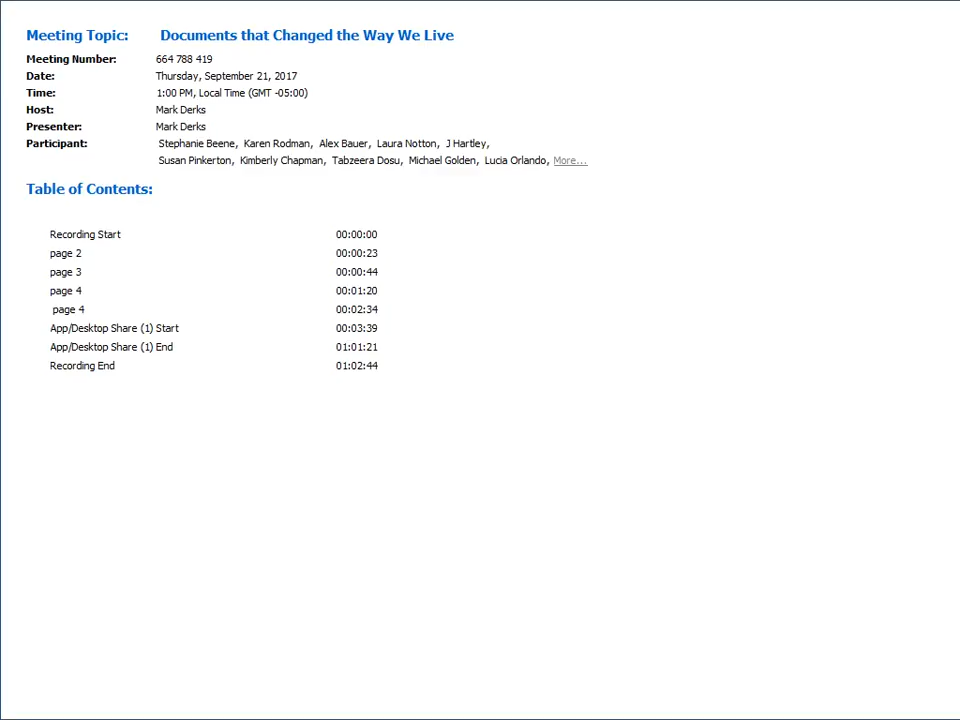 Meeting Topic: Documents that Changed the Way We Live
Meeting Number: 664 788 419
Date: Thursday, September 21, 2017
Time: 1:00 PM, Local Time (GMT -05:00)
Host: Mark Derks
Presenter: Mark Derks
Participant: Stephanie Beene, Karen Rodman, Alex Bauer, Laura Notton, J Hartley,
Susan Pinkerton, Kimberly Chapman, Tabzeera Dosu, Michael Golden, Lucia Orlando, More...
Table of Contents:
Recording Start 00:00:00
page 2 00:00:23
page 3 00:00:44
page 4 00:01:20
page 4 00:02:34
App/Desktop Share (1) Start 00:03:39
App/Desktop Share (1) End 01:01:21
Recording End 01:02:44